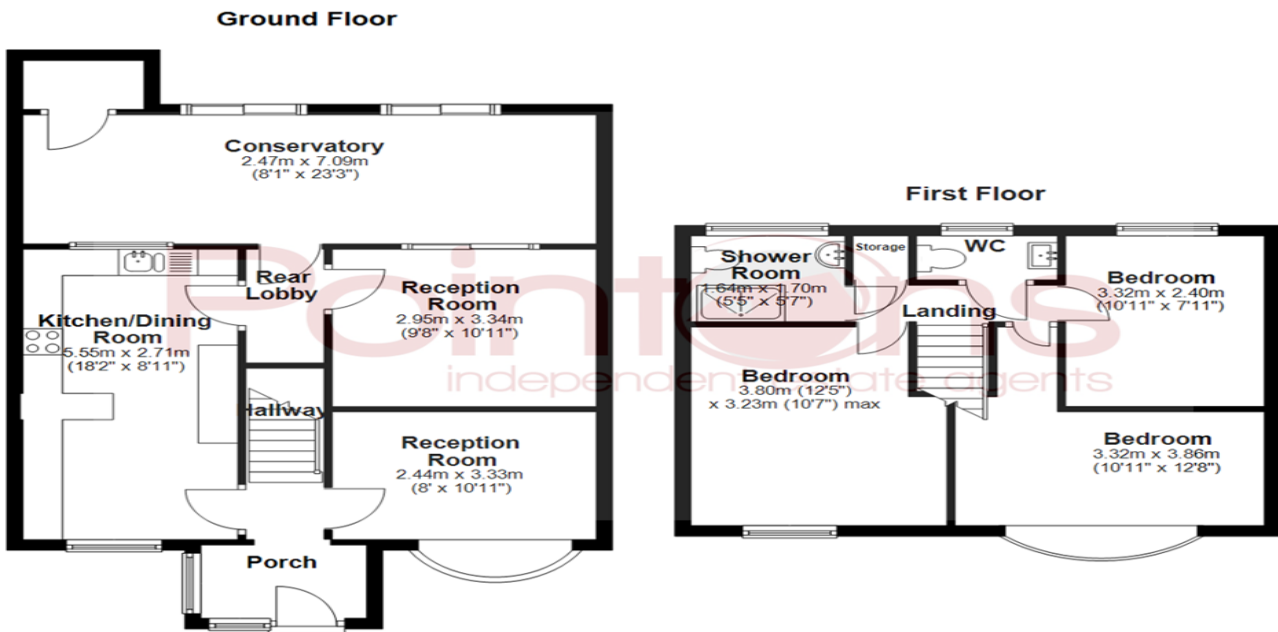 Ground Floor
Conservatory
2.47m x 7.09m
(8'1" x 23'3")
Kitchen/Dining
Room
5.55m x 2.71m
(18'2" x 8'11")
Rear
Lobby
Reception
Room
2.95m x 3.34m
(9'8" x 10'11")
Hallway
Reception
Room
2.44m x 3.33m
(8' x 10'11")
Porch
First Floor
Shower
Room
1.64m x 1.70m
(5'5" x 5'7")
Storage
WC
Landing
Bedroom
3.32m x 2.40m
(10'11" x 7'11")
Bedroom
3.80m (12'5")
x 3.23m (10'7") max
Bedroom
3.32m x 3.86m
(10'11" x 12'8")
Pointons
independent estate agents